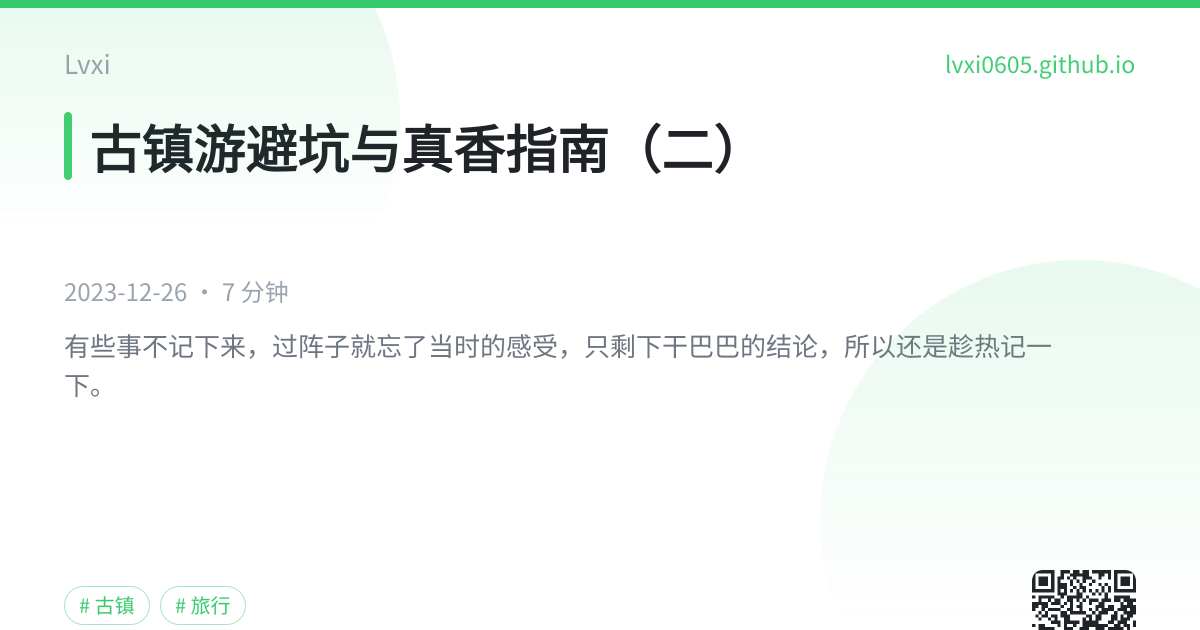 Lvxi
lvxi0605.github.io
古镇游避坑与真香指南（二）
2023-12-26 · 7 分钟
有些事不记下来，过阵子就忘了当时的感受，只剩下干巴巴的结论，所以还是趁热记一
下。
# 古镇
# 旅行